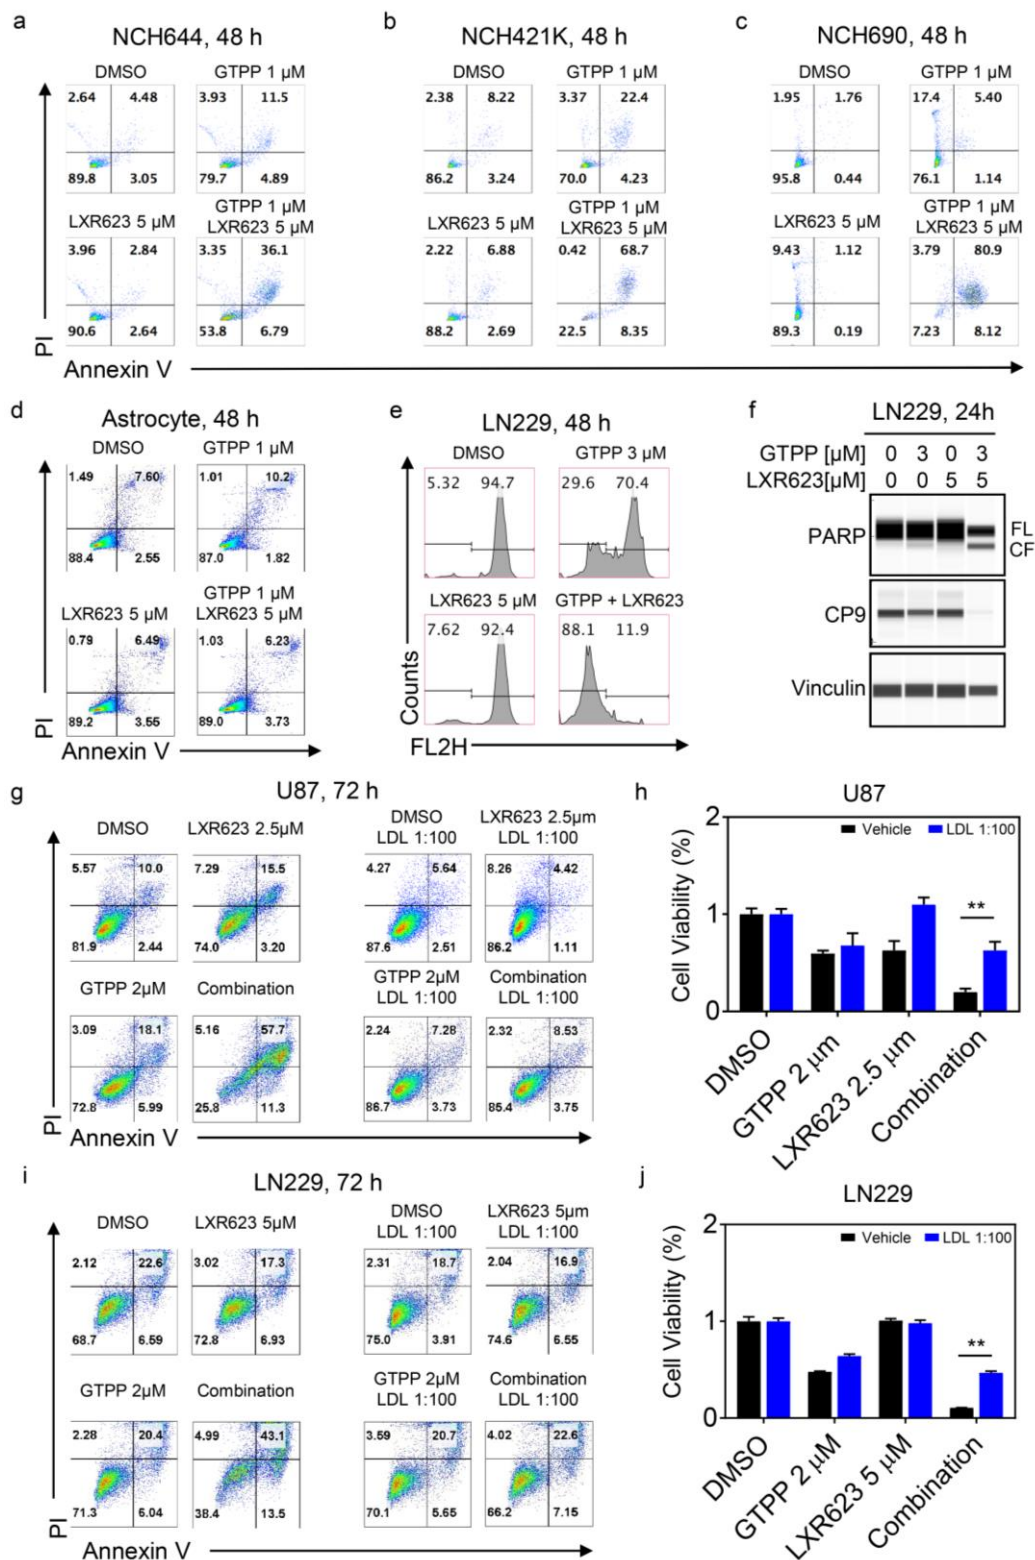 a
NCH644, 48 h
DMSO
GTPP 1 µM
2.64 4.48
3.93 11.5
89.8 3.05
79.7 4.89
LXR623 5 µM
GTPP 1 µM
LXR623 5 µM
3.96 2.84
3.35 36.1
90.6 2.64
53.8 6.79
b
NCH421K, 48 h
DMSO
GTPP 1 µM
2.38 8.22
3.37 22.4
86.2 3.24
70.0 4.23
LXR623 5 µM
GTPP 1 µM
LXR623 5 µM
2.22 6.88
0.42 68.7
88.2 2.69
22.5 8.35
c
NCH690, 48 h
DMSO
GTPP 1 µM
1.95 1.76
17.4 5.40
95.8 0.44
76.1 1.14
LXR623 5 µM
GTPP 1 µM
LXR623 5 µM
9.43 1.12
3.79 80.9
89.3 0.19
7.23 8.12
PI
Annexin V
d
Astrocyte, 48 h
DMSO
GTPP 1 µM
1.49 7.60
1.01 10.2
88.4 2.55
87.0 1.82
LXR623 5 µM
GTPP 1 µM
LXR623 5 µM
0.79 6.49
1.03 6.23
89.2 3.55
89.0 3.73
PI
Annexin V
e
LN229, 48 h
DMSO
GTPP 3 µM
5.32 94.7
29.6 70.4
LXR623 5 µM
GTPP + LXR623
7.62 92.4
88.1 11.9
Counts
FL2H
f
LN229, 24h
GTPP [µM] 0 3 0 3
LXR623[µM] 0 0 5 5
PARP
FL
CF
CP9
Vinculin
g
U87, 72 h
DMSO
LXR623 2.5µM
DMSO
LDL 1:100
LXR623 2.5µm
LDL 1:100
5.57 10.0
7.29 15.5
4.27 5.64
8.26 4.42
81.9 2.44
74.0 3.20
87.6 2.51
86.2 1.11
GTPP 2µM
Combination
GTPP 2µM
LDL 1:100
Combination
LDL 1:100
3.09 18.1
5.16 57.7
2.24 7.28
2.32 8.53
72.8 5.99
25.8 11.3
86.7 3.73
85.4 3.75
PI
Annexin V
h
U87
Vehicle
LDL 1:100
Cell Viability (%)
2
1
0
**
DMSO
GTPP 2 µm
LXR623 2.5 µm
Combination
i
LN229, 72 h
DMSO
LXR623 5µM
DMSO
LDL 1:100
LXR623 5µm
LDL 1:100
2.12 22.6
3.02 17.3
2.31 18.7
2.04 16.9
68.7 6.59
72.8 6.93
75.0 3.91
74.6 6.55
GTPP 2µM
Combination
GTPP 2µM
LDL 1:100
Combination
LDL 1:100
2.28 20.4
4.99 43.1
3.59 20.7
4.02 22.6
71.3 6.04
38.4 13.5
70.1 5.65
66.2 7.15
PI
Annexin V
j
LN229
Vehicle
LDL 1:100
Cell Viability (%)
2
1
0
**
DMSO
GTPP 2 µM
LXR623 5 µM
Combination